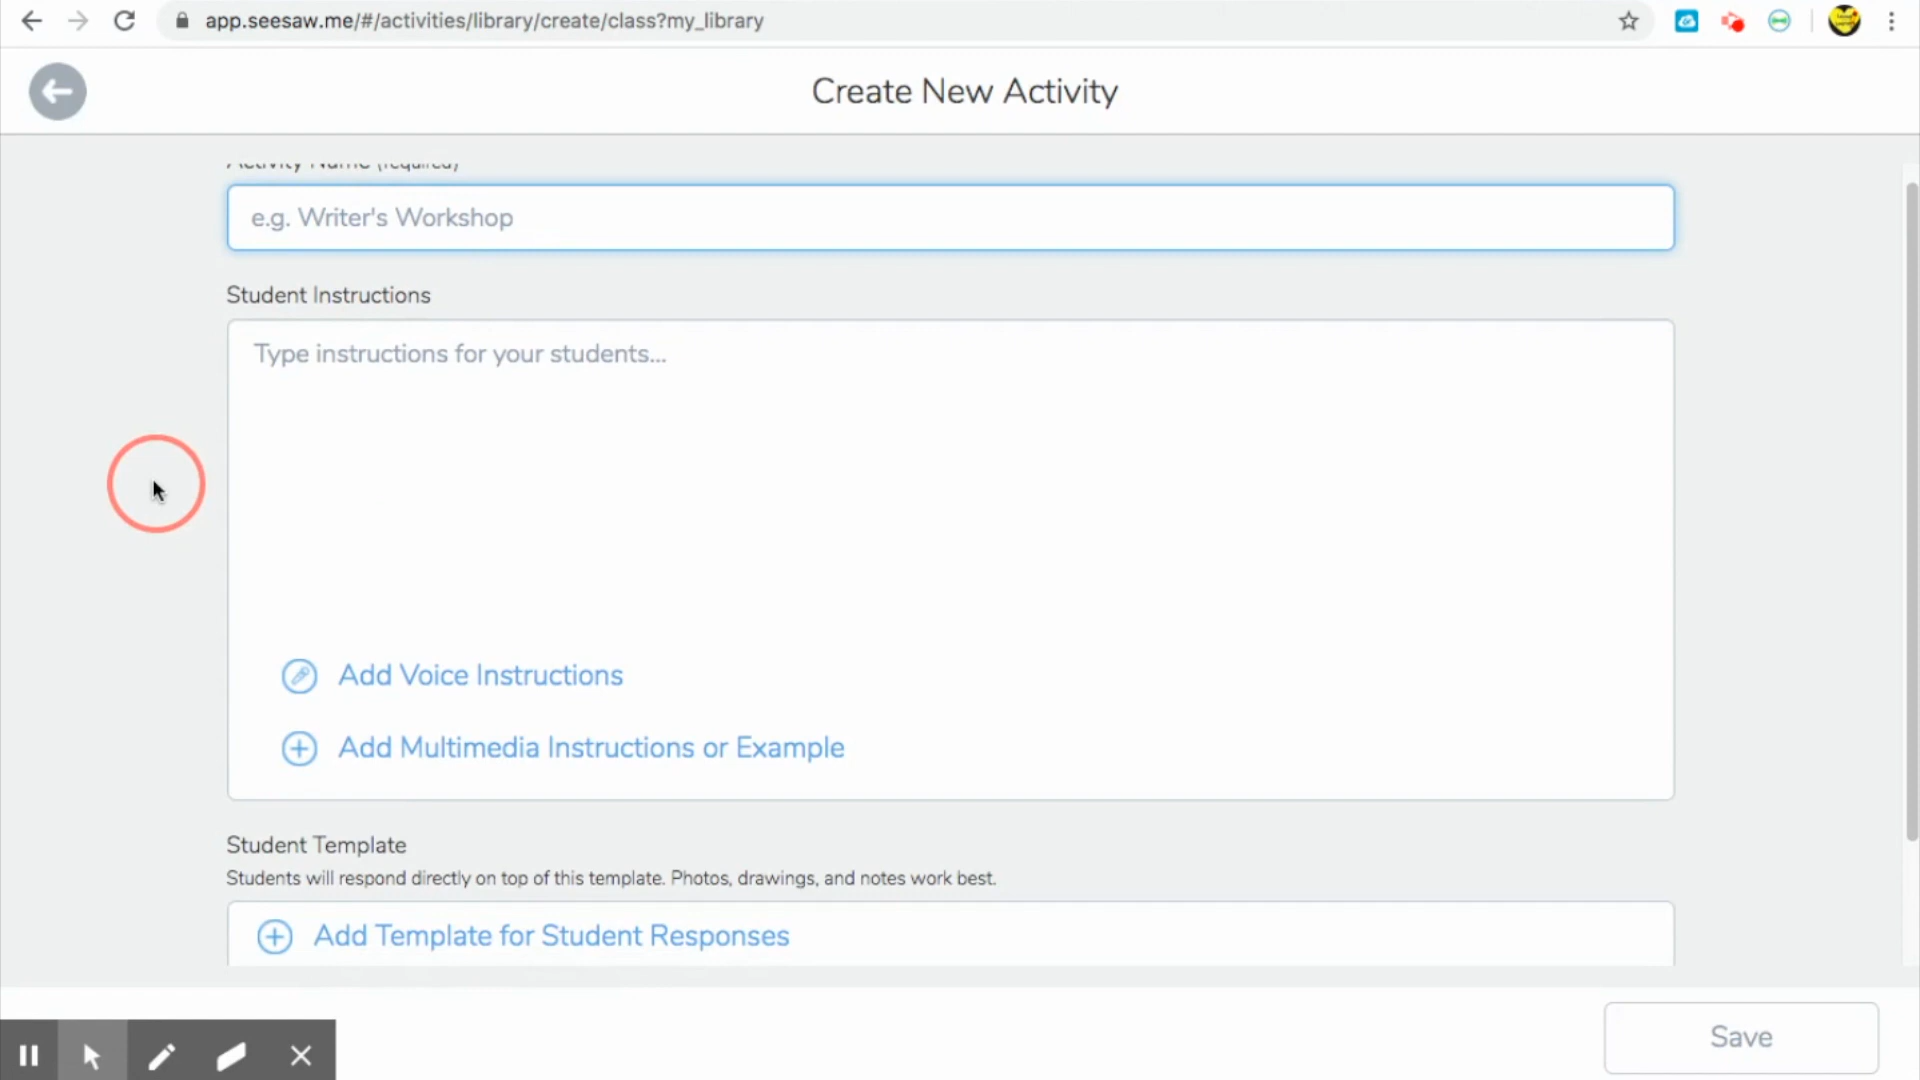 app.seesaw.me/#/activities/library/create/class?my_library
Create New Activity
Activity Name (required)
e.g. Writer's Workshop
Student Instructions
Type instructions for your students...
Add Voice Instructions
Add Multimedia Instructions or Example
Student Template
Students will respond directly on top of this template. Photos, drawings, and notes work best.
Add Template for Student Responses
Save